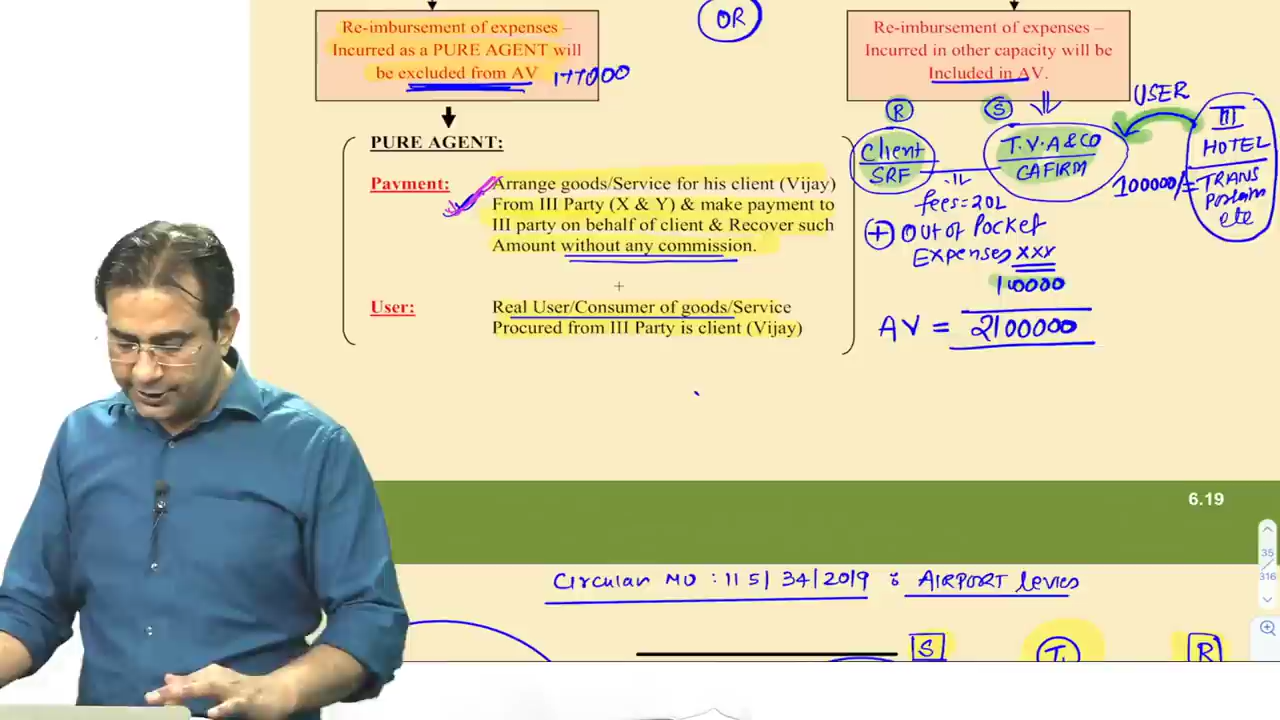 Re-imbursement of expenses –
Incurred as a PURE AGENT will
be excluded from AV
177000
OR
Re-imbursement of expenses –
Incurred in other capacity will be
Included in AV.
PURE AGENT:
Payment:
Arrange goods/Service for his client (Vijay)
From III Party (X & Y) & make payment to
III party on behalf of client & Recover such
Amount without any commission.
+
User:
Real User/Consumer of goods/Service
Procured from III Party is client (Vijay)
R
S
USER
Client
SRF
T.V.A & CO
CAFIRM
III
HOTEL
TRANS
etc
100000/=
fees=20L
+ Out of Pocket
Expenses xxx
100000
AV = 2100000
6.19
35
316
Circular NO : 115/34/2019 : AIRPORT levies
S
T1
R